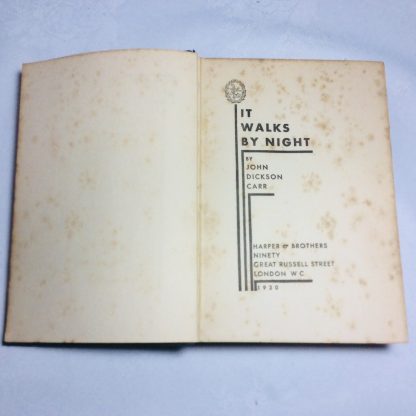 IT
WALKS
BY NIGHT
BY
JOHN
DICKSON
CARR
HARPER & BROTHERS
NINETY
GREAT RUSSELL STREET
LONDON W C
1930